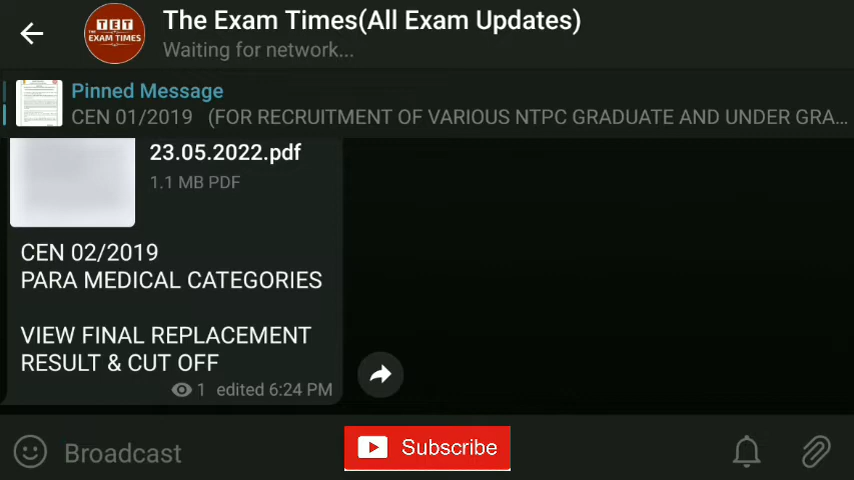 The Exam Times(All Exam Updates)
TET
THE
EXAM TIMES
Waiting for network...
Pinned Message
CEN 01/2019 (FOR RECRUITMENT OF VARIOUS NTPC GRADUATE AND UNDER GRA...
23.05.2022.pdf
1.1 MB PDF
CEN 02/2019
PARA MEDICAL CATEGORIES
VIEW FINAL REPLACEMENT
RESULT & CUT OFF
1 edited 6:24 PM
Broadcast
Subscribe